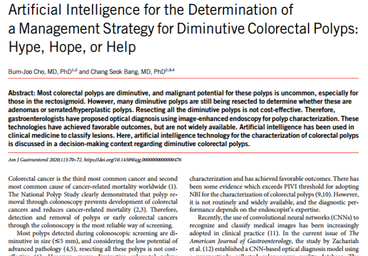 Artificial Intelligence for the Determination of
a Management Strategy for Diminutive Colorectal Polyps:
Hype, Hope, or Help
Bum-Joo Cho, MD, PhD1,2 and Chang Seok Bang, MD, PhD2,3,4
Abstract: Most colorectal polyps are diminutive, and malignant potential for these polyps is uncommon, especially for
those in the rectosigmoid. However, many diminutive polyps are still being resected to determine whether these are
adenomas or serrated/hyperplastic polyps. Resecting all the diminutive polyps is not cost-effective. Therefore,
gastroenterologists have proposed optical diagnosis using image-enhanced endoscopy for polyp characterization. These
technologies have achieved favorable outcomes, but are not widely available. Artificial intelligence has been used in
clinical medicine to classify lesions. Here, artificial intelligence technology for the characterization of colorectal polyps
is discussed in a decision-making context regarding diminutive colorectal polyps.
Am J Gastroenterol 2020;115:70–72. https://doi.org/10.14309/ajg.0000000000000476
Colorectal cancer is the third most common cancer and second
most common cause of cancer-related mortality worldwide (1).
The National Polyp Study clearly demonstrated that polyp re-
moval through colonoscopy prevents development of colorectal
cancers and reduces cancer-related mortality (2,3). Therefore,
detection and removal of polyps or early colorectal cancers
through the colonoscopy is the most reliable way of screening.
Most polyps detected during colonoscopic screening are di-
minutive in size (≤5 mm), and considering the low potential of
advanced pathology (4,5), resecting all these polyps is not cost-
characterization and has achieved favorable outcomes. There has
been some evidence which exceeds PIVI threshold for adopting
NBI for the characterization of colorectal polyps (9,10). However,
it is not routinely and widely available, and the diagnostic per-
formance depends on the endoscopist's expertise.
Recently, the use of convolutional neural networks (CNNs) to
recognize and classify medical images has been increasingly
adopted in clinical practice (11). In the current issue of The
American Journal of Gastroenterology, the study by Zachariah
et al. (12) established a CNN-based optical diagnosis model using